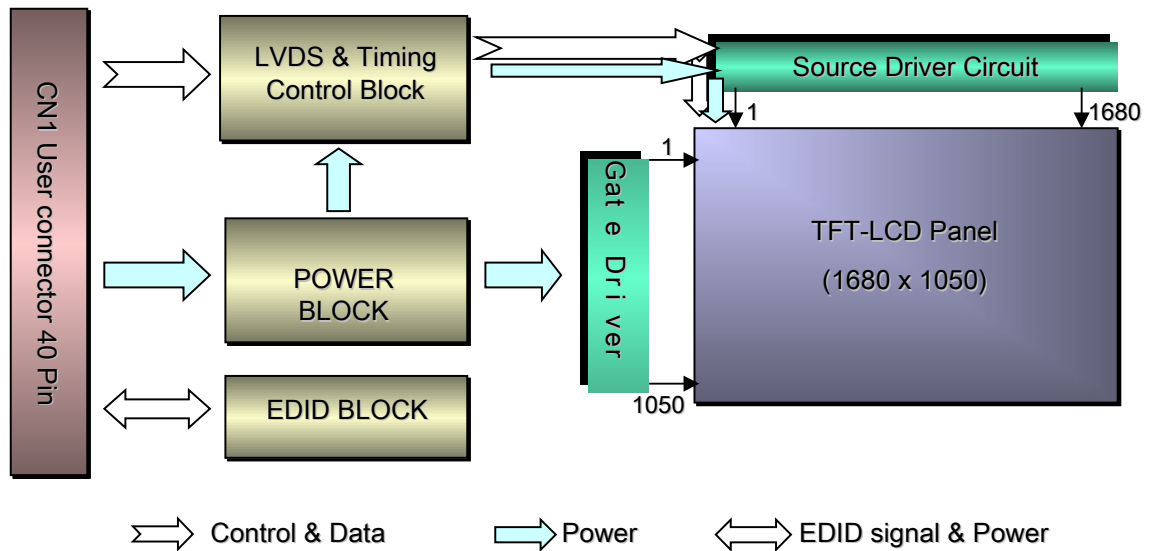 CN1 User connector 40 Pin
LVDS & Timing
Control Block
Source Driver Circuit
1
1680
Gat e Dri ver
1
1050
TFT-LCD Panel
(1680 x 1050)
POWER
BLOCK
EDID BLOCK
Control & Data
Power
EDID signal & Power